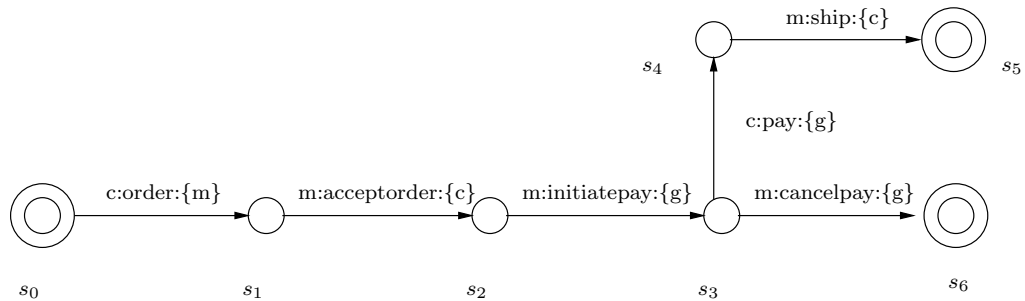 m:ship:{c}
s4
s5
c:pay:{g}
c:order:{m}
m:acceptorder:{c}
m:initiatepay:{g}
m:cancelpay:{g}
s0
s1
s2
s3
s6